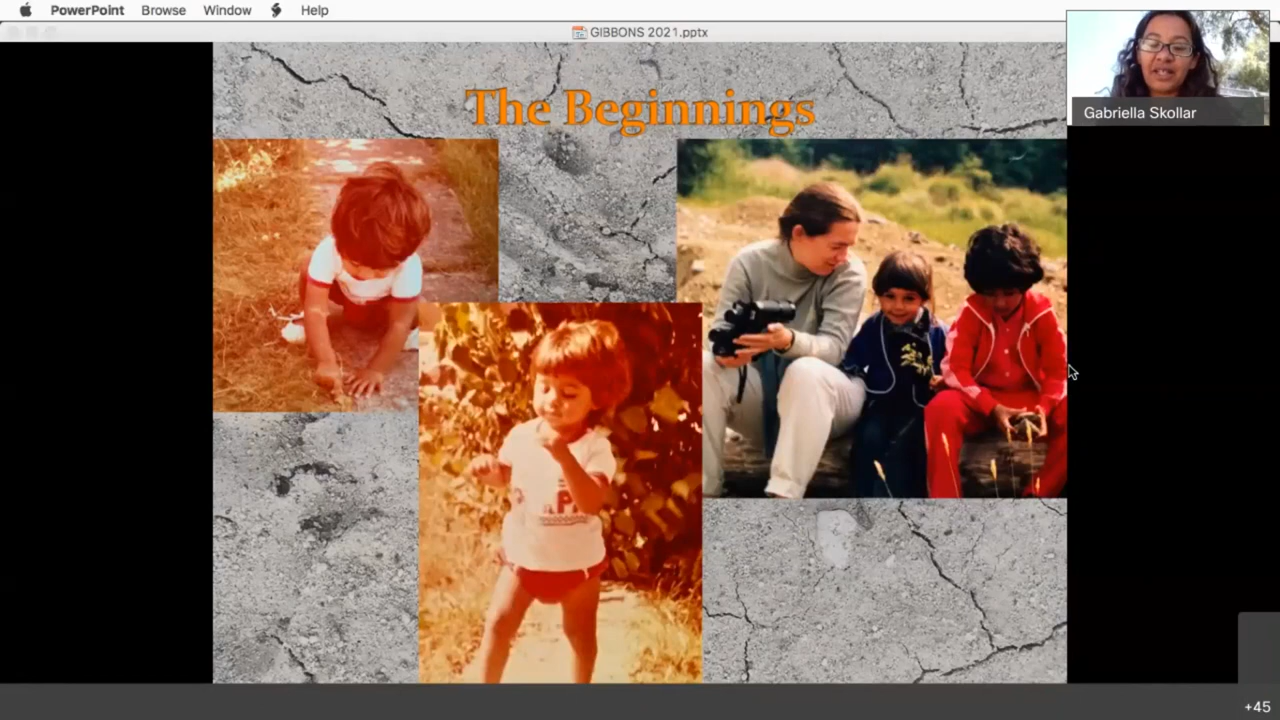 PowerPoint Browse Window Help
GIBBONS 2021.pptx
The Beginnings
Gabriella Skollar
+45